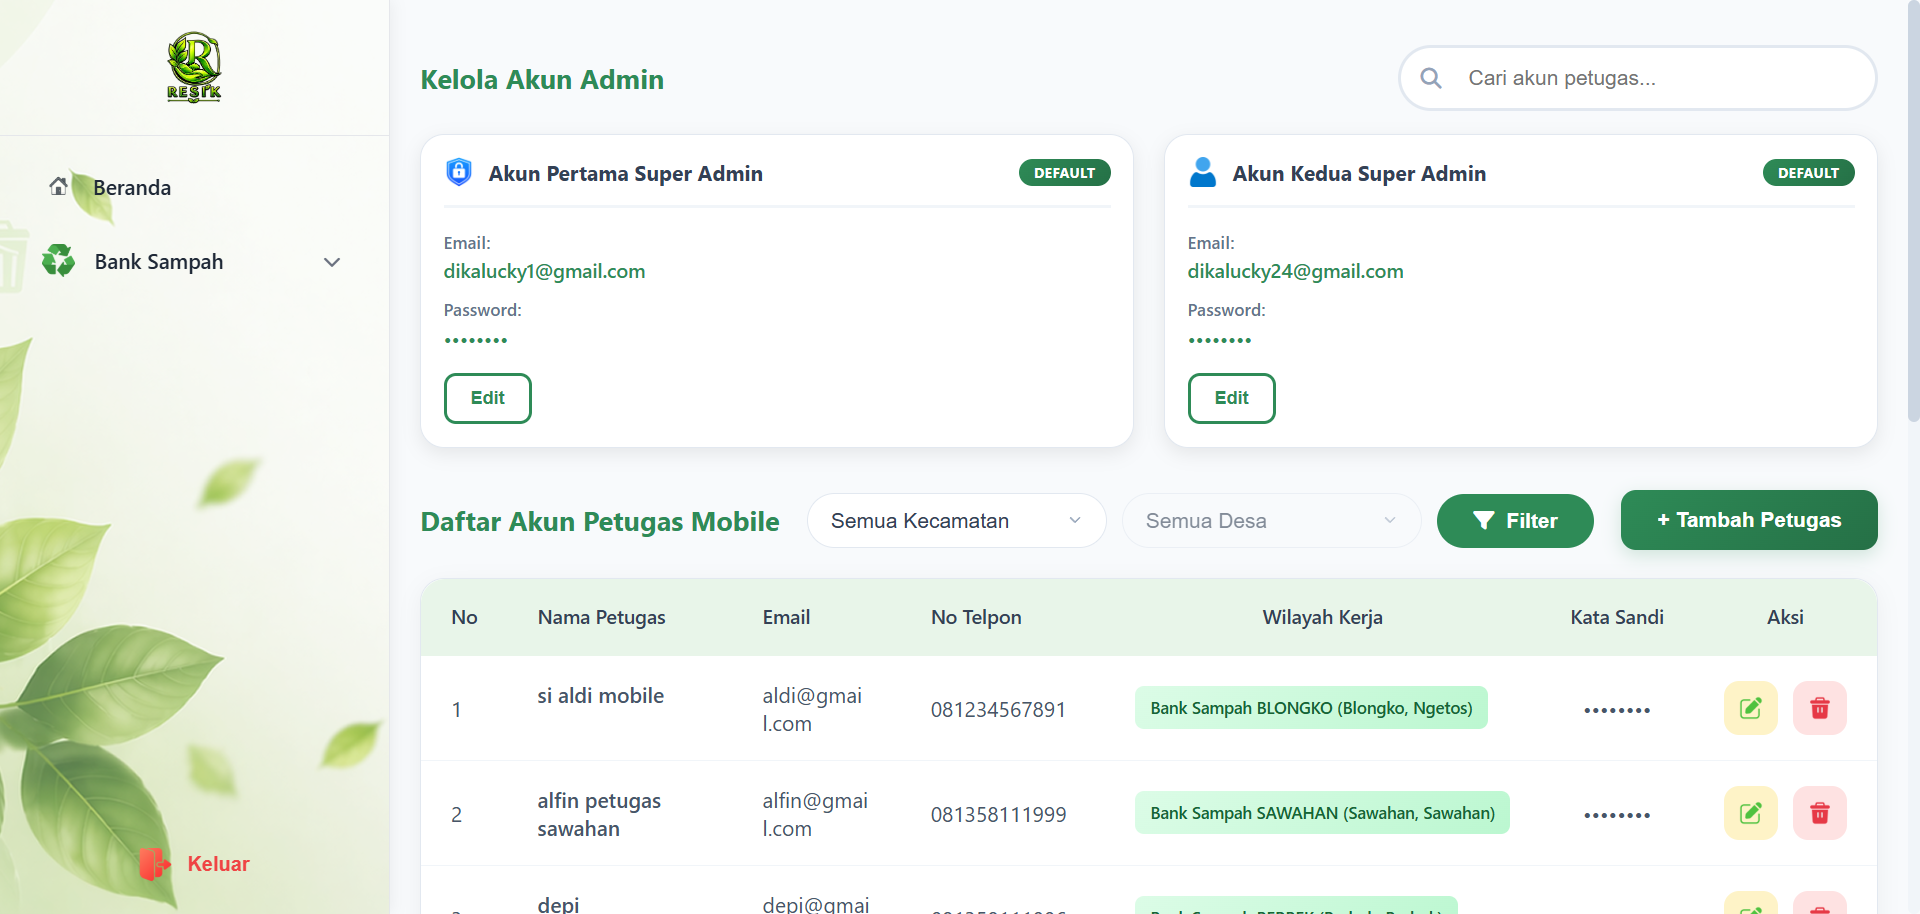 RESIK
Beranda
Bank Sampah
Keluar
Kelola Akun Admin
Cari akun petugas...
Akun Pertama Super Admin
DEFAULT
Email:
dikalucky1@gmail.com
Password:
••••••••
Edit
Akun Kedua Super Admin
DEFAULT
Email:
dikalucky24@gmail.com
Password:
••••••••
Edit
Daftar Akun Petugas Mobile
Semua Kecamatan
Semua Desa
Filter
+ Tambah Petugas
No Nama Petugas Email No Telpon Wilayah Kerja Kata Sandi Aksi
1 si aldi mobile aldi@gmai 081234567891 Bank Sampah BLONGKO (Blongko, Ngetos) ••••••••
l.com
2 alfin petugas alfin@gmai 081358111999 Bank Sampah SAWAHAN (Sawahan, Sawahan) ••••••••
sawahan l.com
depi depi@gmai